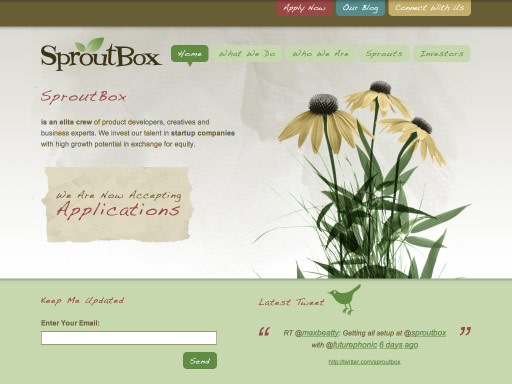 Apply Now Our Blog Connect With Us
SproutBox Home What We Do Who We Are Sprouts Investors
SproutBox
is an elite crew of product developers, creatives and
business experts. We invest our talent in startup companies
with high growth potential in exchange for equity.
We Are Now Accepting
Applications
Keep Me Updated
Enter Your Email:
Send
Latest Tweet
“ RT @maxbeatty: Getting all setup at @sproutbox ”
with @futurephonic 6 days ago
http://twitter.com/sproutbox